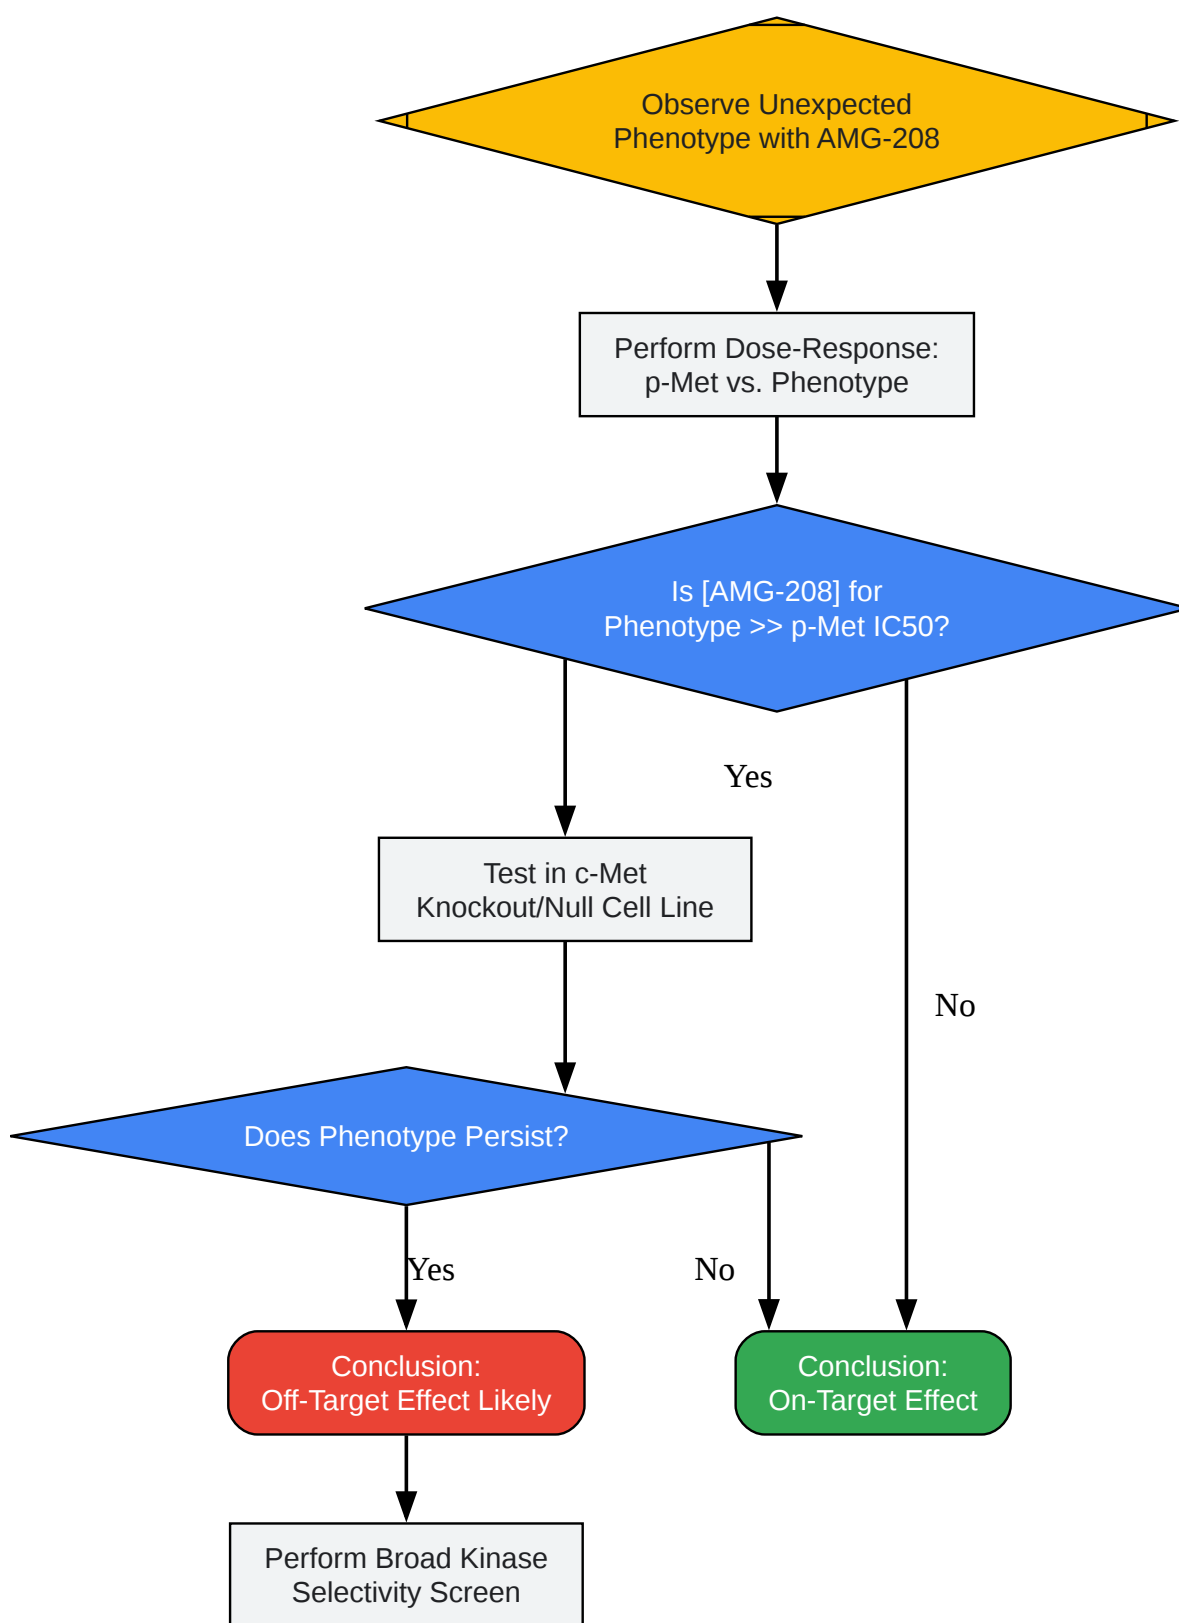 Observe Unexpected
Phenotype with AMG-208
Perform Dose-Response:
p-Met vs. Phenotype
Is [AMG-208] for
Phenotype >> p-Met IC50?
Yes
Test in c-Met
Knockout/Null Cell Line
No
Does Phenotype Persist?
Yes
No
Conclusion:
Off-Target Effect Likely
Conclusion:
On-Target Effect
Perform Broad Kinase
Selectivity Screen